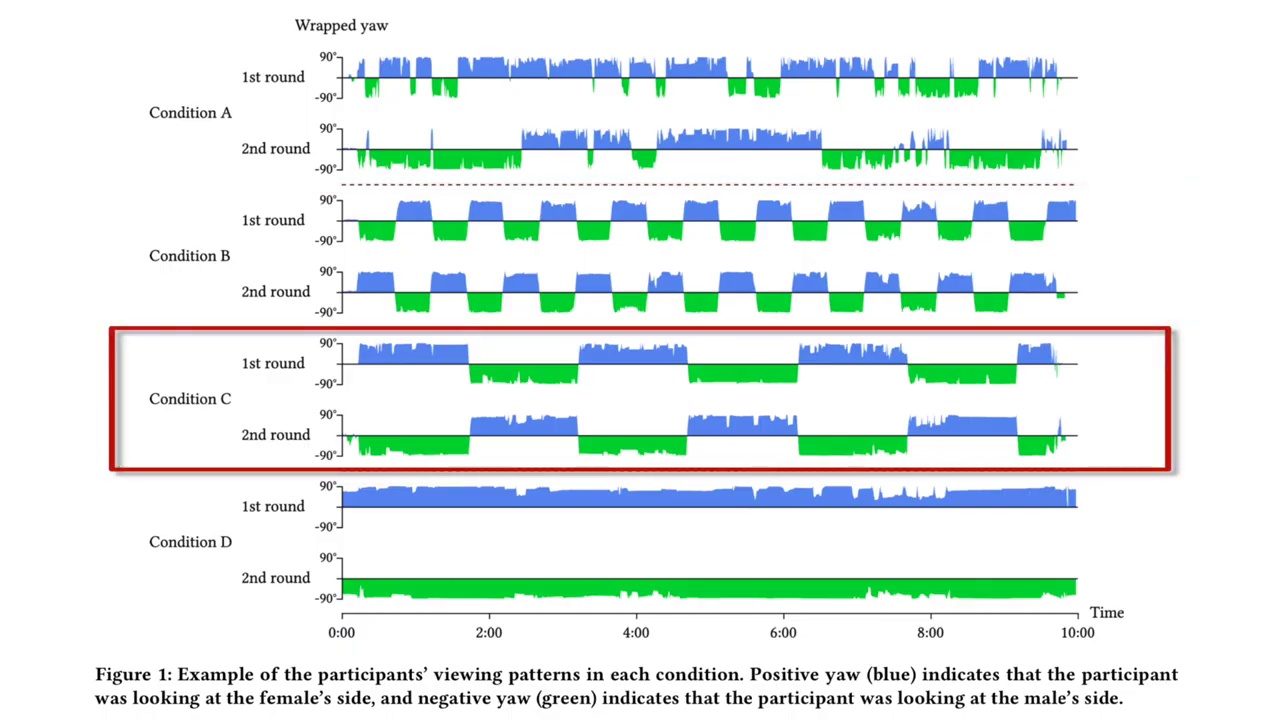 Wrapped yaw
90°
1st round
-90°
Condition A
90°
2nd round
-90°
90°
1st round
-90°
Condition B
90°
2nd round
-90°
90°
1st round
-90°
Condition C
90°
2nd round
-90°
90°
1st round
-90°
Condition D
90°
2nd round
-90°
Time
0:00 2:00 4:00 6:00 8:00 10:00
Figure 1: Example of the participants’ viewing patterns in each condition. Positive yaw (blue) indicates that the participant
was looking at the female’s side, and negative yaw (green) indicates that the participant was looking at the male’s side.